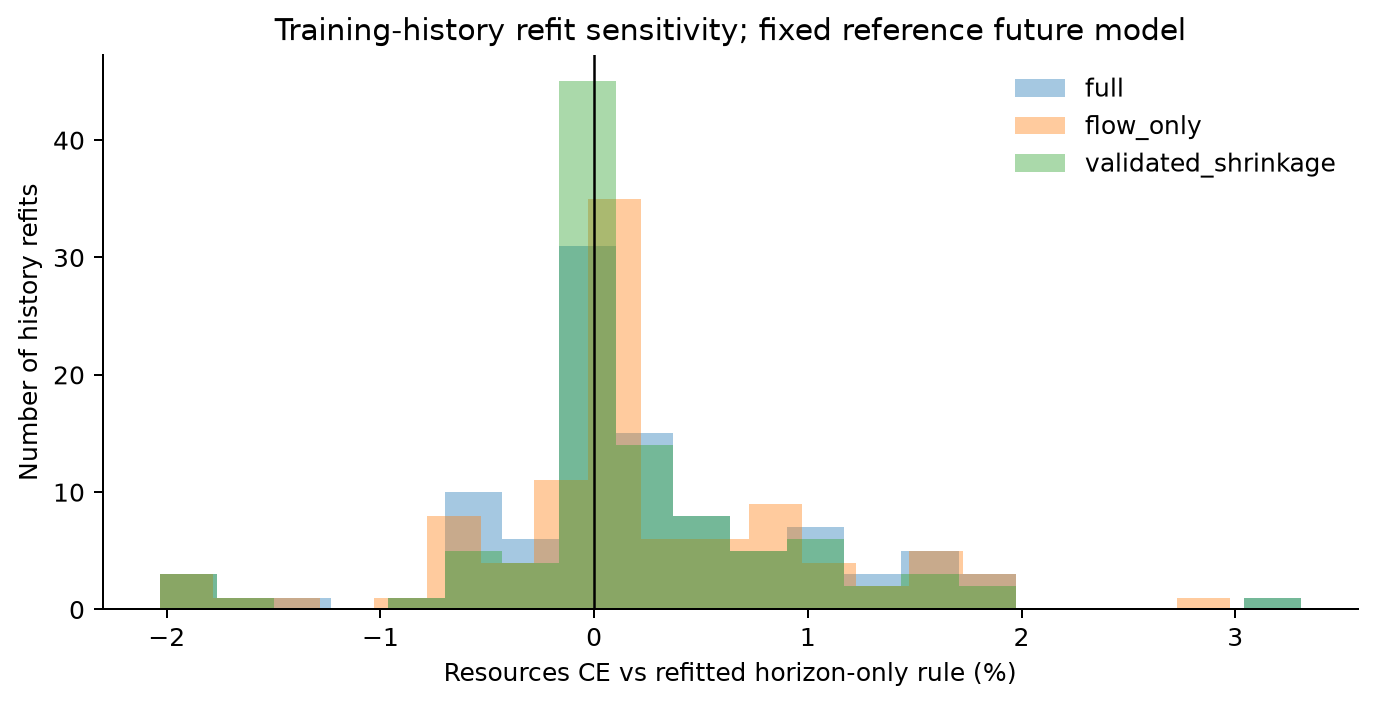 Training-history refit sensitivity; fixed reference future model
full
flow_only
validated_shrinkage
Number of history refits
40
30
20
10
0
−2
−1
0
1
2
3
Resources CE vs refitted horizon-only rule (%)